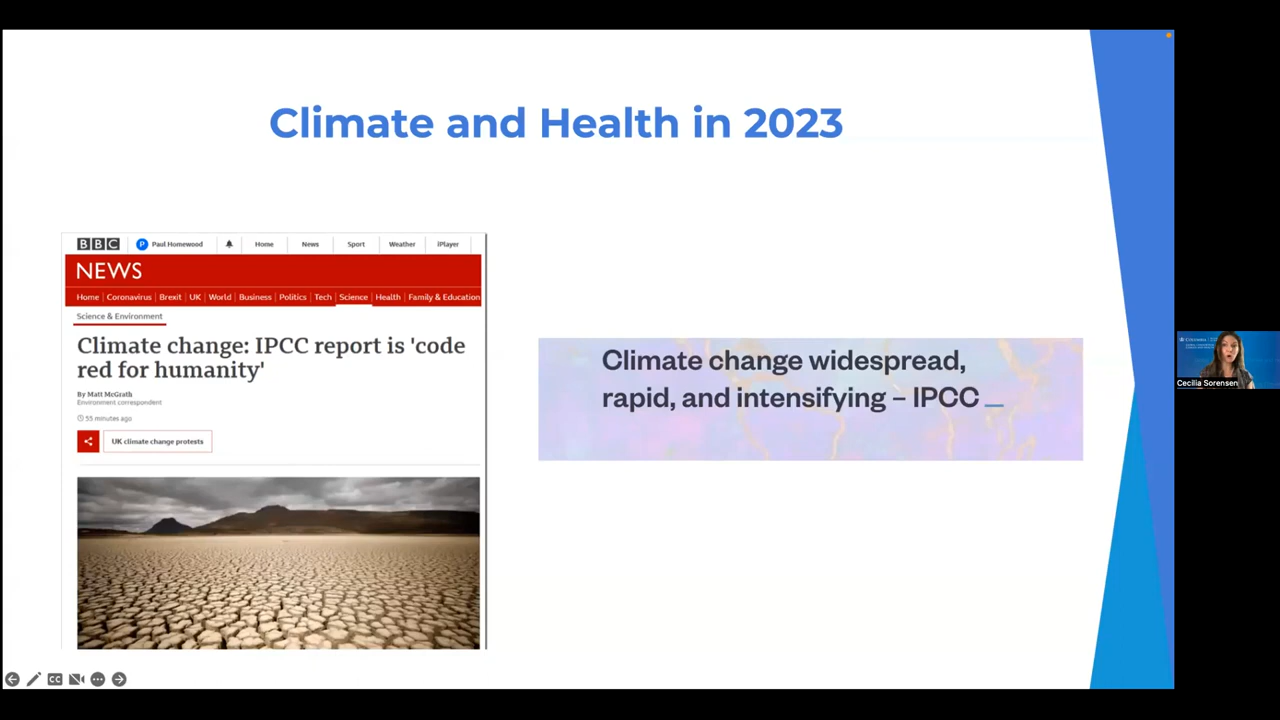 Climate and Health in 2023
BBC
P Paul Homewood
Home
News
Sport
Weather
iPlayer
NEWS
Home Coronavirus Brexit UK World Business Politics Tech Science Health Family & Education
Science & Environment
Climate change: IPCC report is 'code
red for humanity'
By Matt McGrath
Environment correspondent
55 minutes ago
UK climate change protests
Climate change widespread,
rapid, and intensifying – IPCC
Cecilia Sorensen
CC